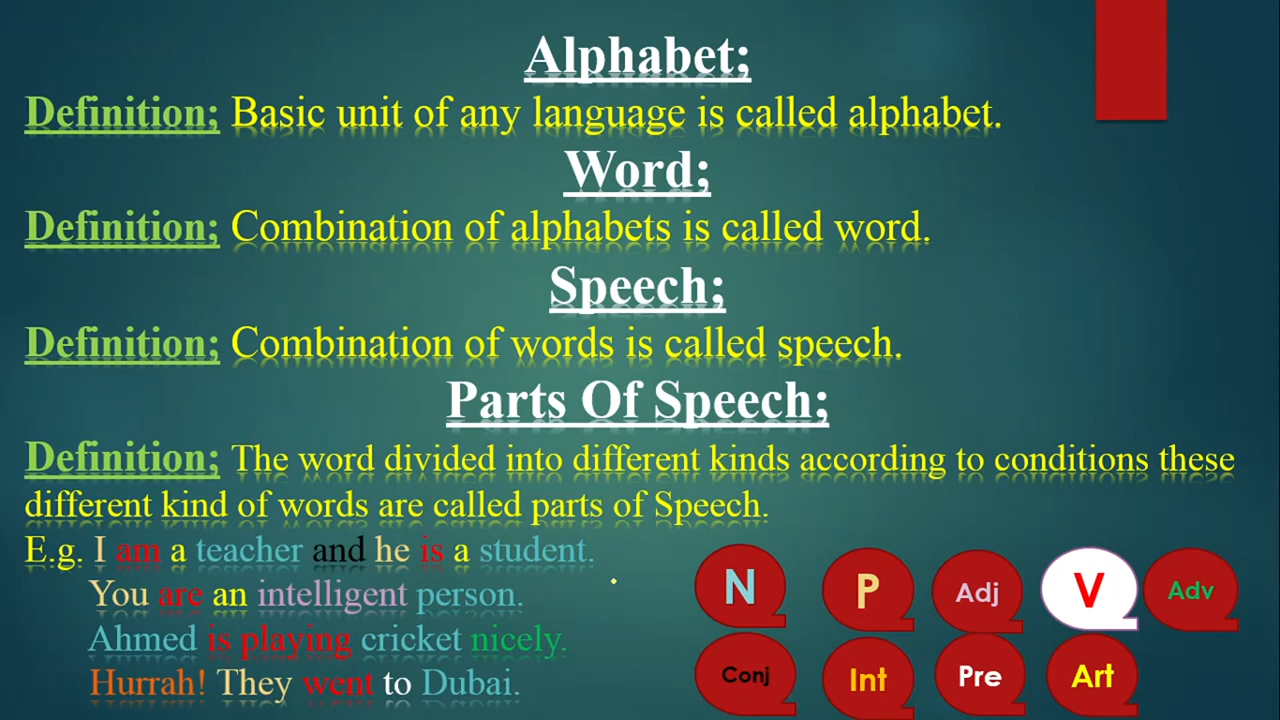 Alphabet;
Definition; Basic unit of any language is called alphabet.
Word;
Definition; Combination of alphabets is called word.
Speech;
Definition; Combination of words is called speech.
Parts Of Speech;
Definition; The word divided into different kinds according to conditions these
different kind of words are called parts of Speech.
E.g. I am a teacher and he is a student.
You are an intelligent person.
Ahmed is playing cricket nicely.
Hurrah! They went to Dubai.
N P Adj V Adv
Conj Int Pre Art